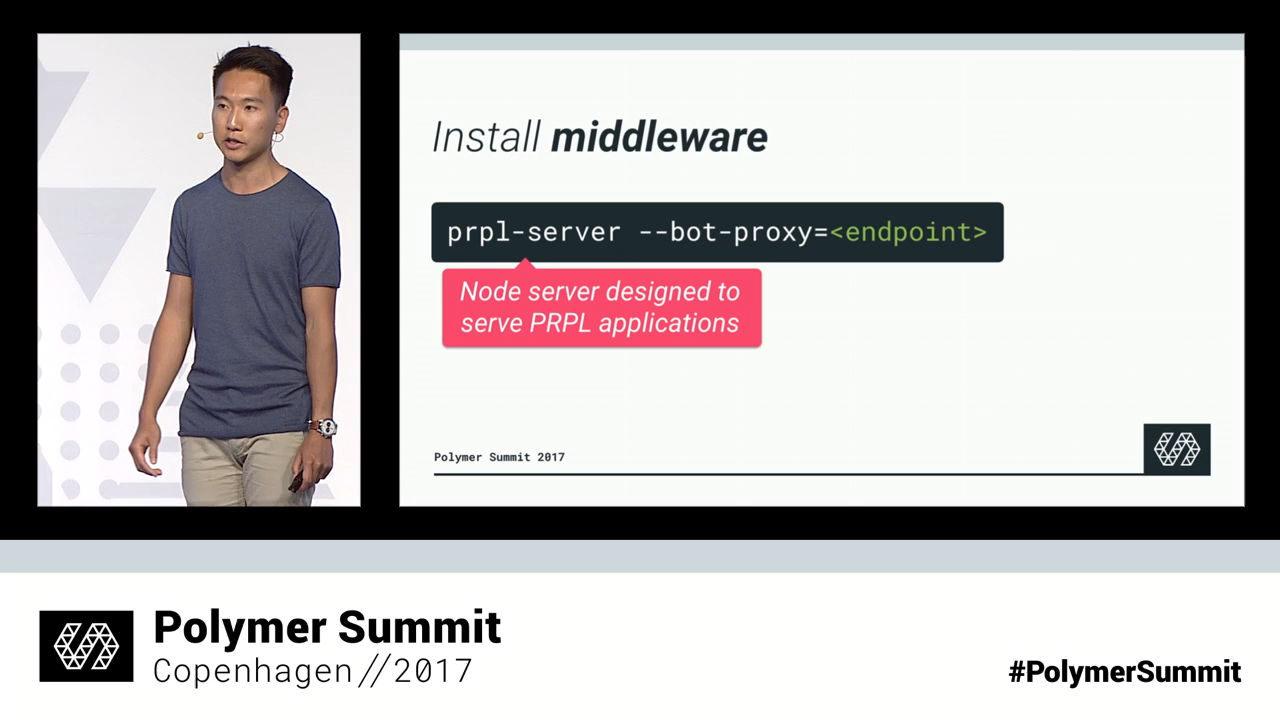 Install middleware
prpl-server --bot-proxy=<endpoint>
Node server designed to
serve PRPL applications
Polymer Summit 2017
Polymer Summit
Copenhagen//2017
#PolymerSummit